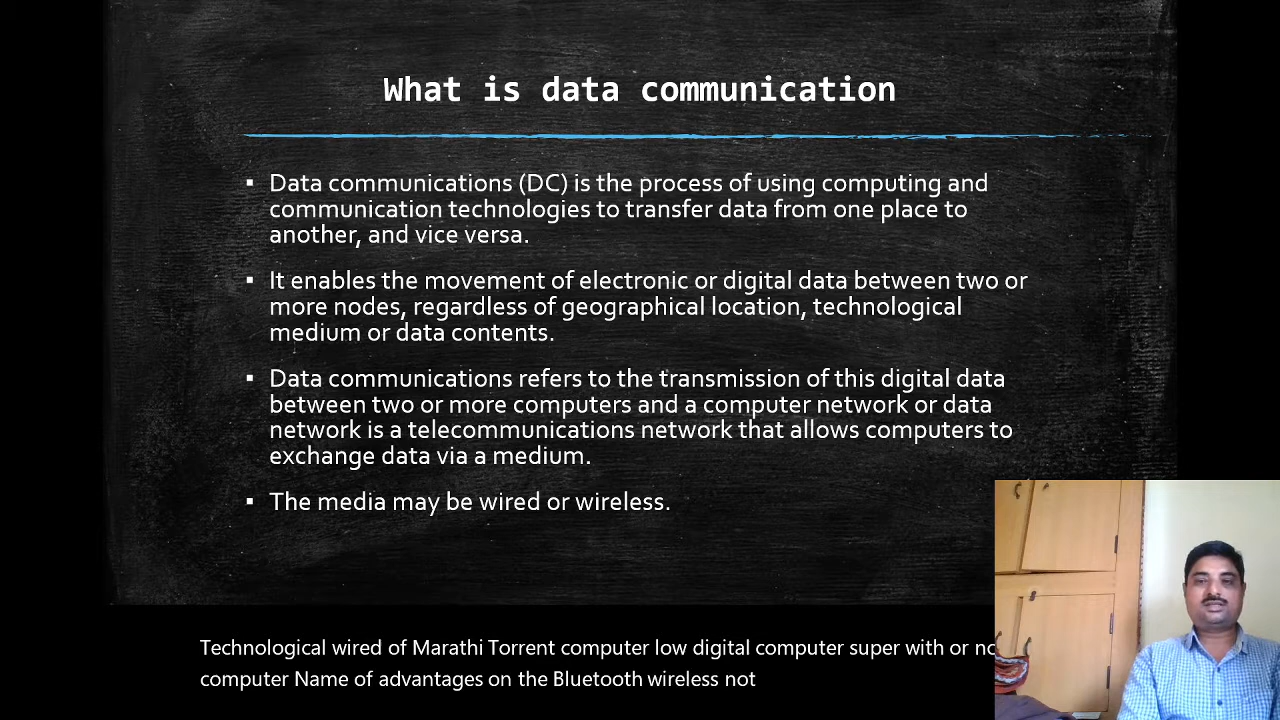 What is data communication
▪ Data communications (DC) is the process of using computing and
communication technologies to transfer data from one place to
another, and vice versa.
▪ It enables the movement of electronic or digital data between two or
more nodes, regardless of geographical location, technological
medium or data contents.
▪ Data communications refers to the transmission of this digital data
between two or more computers and a computer network or data
network is a telecommunications network that allows computers to
exchange data via a medium.
▪ The media may be wired or wireless.
Technological wired of Marathi Torrent computer low digital computer super with or
computer Name of advantages on the Bluetooth wireless not